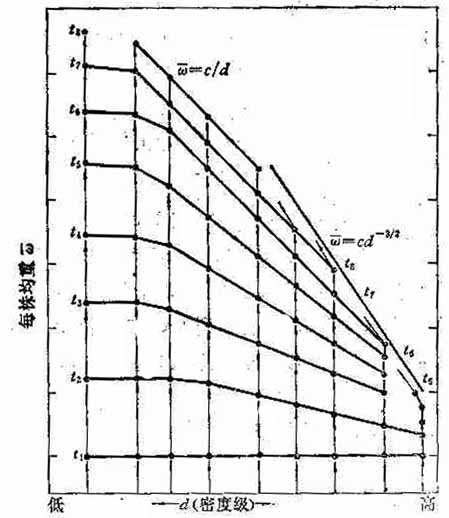 t₈
t₇
t₆
t₅
t₄
t₃
t₂
t₁
ω̄=c/d
ω̄=cd⁻³/²
t₈
t₇
t₆
t₅
每株均重 ω̄
低
d(密度级)
高